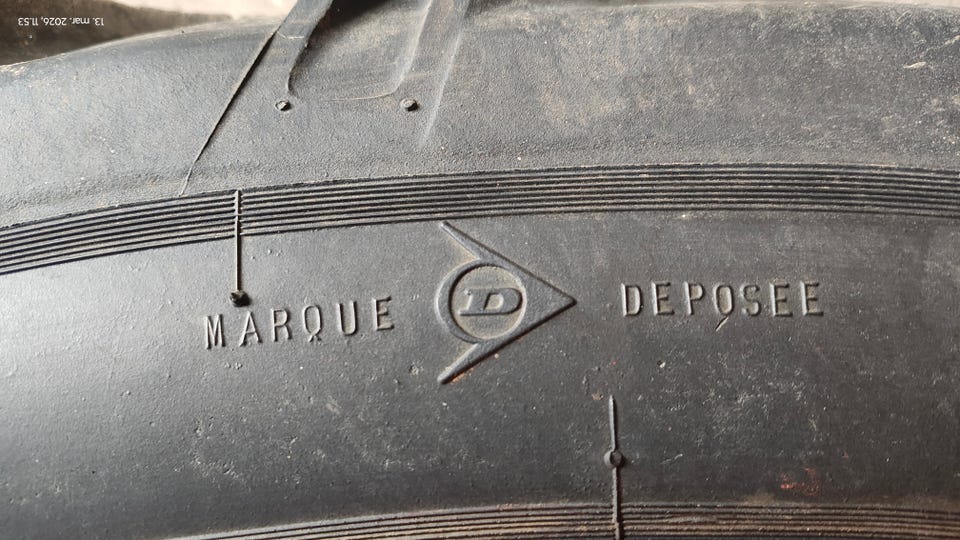 13. mar. 2026, 11.53
MARQUE D DEPOSEE